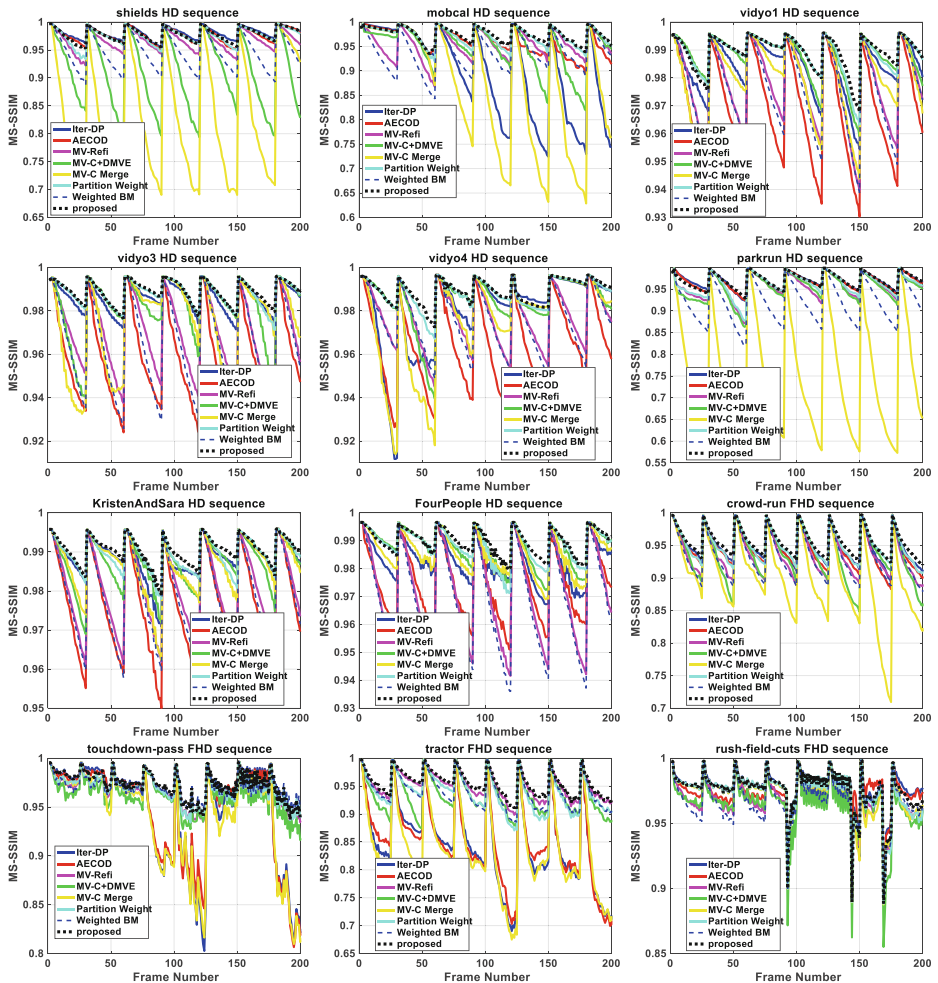 shields HD sequence
MS-SSIM
1
0.95
0.9
0.85
0.8
0.75
0.7
0.65
Iter-DP
AECOD
MV-Refi
MV-C+DMVE
MV-C Merge
Partition Weight
Weighted BM
proposed
0 50 100 150 200
Frame Number
mobcal HD sequence
MS-SSIM
1
0.95
0.9
0.85
0.8
0.75
0.7
0.65
0.6
Iter-DP
AECOD
MV-Refi
MV-C+DMVE
MV-C Merge
Partition Weight
Weighted BM
proposed
0 50 100 150 200
Frame Number
vidyo1 HD sequence
MS-SSIM
1
0.99
0.98
0.97
0.96
0.95
0.94
0.93
Iter-DP
AECOD
MV-Refi
MV-C+DMVE
MV-C Merge
Partition Weight
Weighted BM
proposed
0 50 100 150 200
Frame Number
vidyo3 HD sequence
MS-SSIM
1
0.98
0.96
0.94
0.92
Iter-DP
AECOD
MV-Refi
MV-C+DMVE
MV-C Merge
Partition Weight
Weighted BM
proposed
0 50 100 150 200
Frame Number
vidyo4 HD sequence
MS-SSIM
1
0.98
0.96
0.94
0.92
Iter-DP
AECOD
MV-Refi
MV-C+DMVE
MV-C Merge
Partition Weight
Weighted BM
proposed
0 50 100 150 200
Frame Number
parkrun HD sequence
MS-SSIM
1
0.95
0.9
0.85
0.8
0.75
0.7
0.65
0.6
0.55
Iter-DP
AECOD
MV-Refi
MV-C+DMVE
MV-C Merge
Partition Weight
Weighted BM
proposed
0 50 100 150 200
Frame Number
KristenAndSara HD sequence
MS-SSIM
1
0.99
0.98
0.97
0.96
0.95
Iter-DP
AECOD
MV-Refi
MV-C+DMVE
MV-C Merge
Partition Weight
Weighted BM
proposed
0 50 100 150 200
Frame Number
FourPeople HD sequence
MS-SSIM
1
0.99
0.98
0.97
0.96
0.95
0.94
0.93
Iter-DP
AECOD
MV-Refi
MV-C+DMVE
MV-C Merge
Partition Weight
Weighted BM
proposed
0 50 100 150 200
Frame Number
crowd-run FHD sequence
MS-SSIM
1
0.95
0.9
0.85
0.8
0.75
0.7
Iter-DP
AECOD
MV-Refi
MV-C+DMVE
MV-C Merge
Partition Weight
Weighted BM
proposed
0 50 100 150 200
Frame Number
touchdown-pass FHD sequence
MS-SSIM
1
0.95
0.9
0.85
0.8
Iter-DP
AECOD
MV-Refi
MV-C+DMVE
MV-C Merge
Partition Weight
Weighted BM
proposed
0 50 100 150 200
Frame Number
tractor FHD sequence
MS-SSIM
1
0.95
0.9
0.85
0.8
0.75
0.7
0.65
Iter-DP
AECOD
MV-Refi
MV-C+DMVE
MV-C Merge
Partition Weight
Weighted BM
proposed
0 50 100 150 200
Frame Number
rush-field-cuts FHD sequence
MS-SSIM
1
0.95
0.9
0.85
Iter-DP
AECOD
MV-Refi
MV-C+DMVE
MV-C Merge
Partition Weight
Weighted BM
proposed
0 50 100 150 200
Frame Number